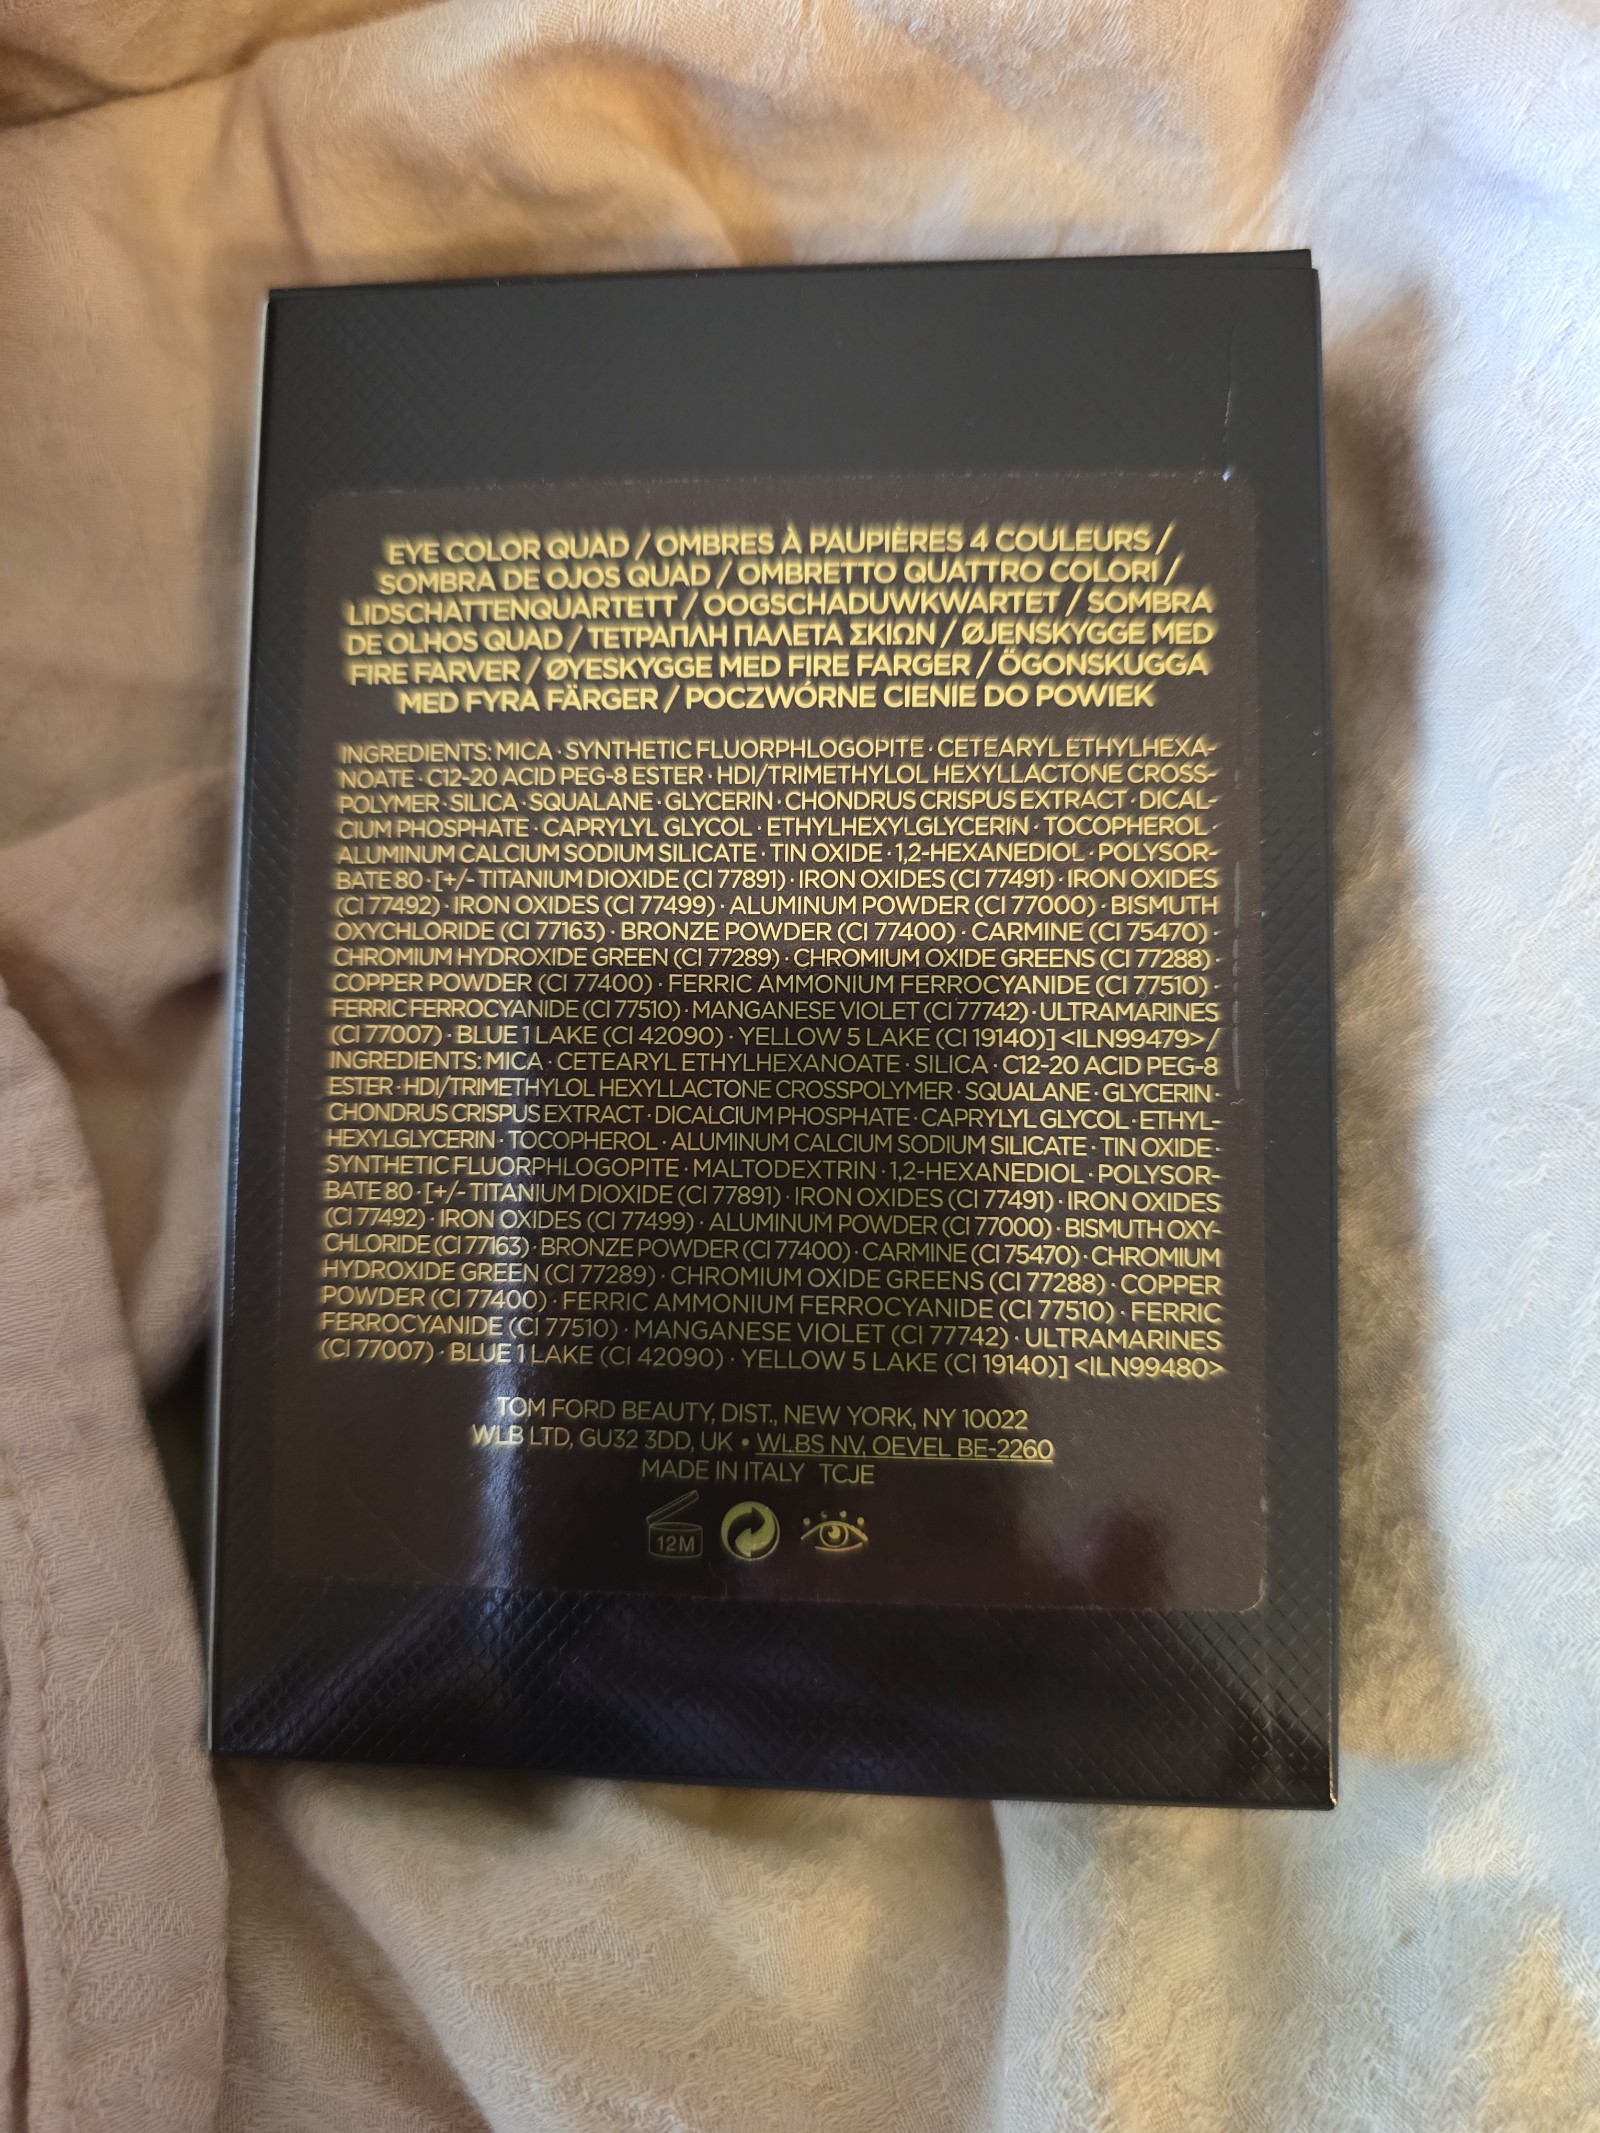 EYE COLOR QUAD / OMBRES À PAUPIÈRES 4 COULEURS /
SOMBRA DE OJOS QUAD / OMBRETTO QUATTRO COLORI /
LIDSCHATTENQUARTETT / OOGSCHADUWKWARTET / SOMBRA
DE OLHOS QUAD / ΤΕΤΡΑΠΛΗ ΠΑΛΕΤΑ ΣΚΙΩΝ / ØJENSKYGGE MED
FIRE FARVER / ØYESKYGGE MED FIRE FARGER / ÖGONSKUGGA
MED FYRA FÄRGER / POCZWÓRNE CIENIE DO POWIEK
INGREDIENTS: MICA · SYNTHETIC FLUORPHLOGOPITE · CETEARYL ETHYLHEXA-
NOATE · C12-20 ACID PEG-8 ESTER · HDI/TRIMETHYLOL HEXYLLACTONE CROSS-
POLYMER · SILICA · SQUALANE · GLYCERIN · CHONDRUS CRISPUS EXTRACT · DICAL-
CIUM PHOSPHATE · CAPRYLYL GLYCOL · ETHYLHEXYLGLYCERIN · TOCOPHEROL ·
ALUMINUM CALCIUM SODIUM SILICATE · TIN OXIDE · 1,2-HEXANEDIOL · POLYSOR-
BATE 80 · [+/- TITANIUM DIOXIDE (CI 77891) · IRON OXIDES (CI 77491) · IRON OXIDES
(CI 77492) · IRON OXIDES (CI 77499) · ALUMINUM POWDER (CI 77000) · BISMUTH
OXYCHLORIDE (CI 77163) · BRONZE POWDER (CI 77400) · CARMINE (CI 75470) ·
CHROMIUM HYDROXIDE GREEN (CI 77289) · CHROMIUM OXIDE GREENS (CI 77288) ·
COPPER POWDER (CI 77400) · FERRIC AMMONIUM FERROCYANIDE (CI 77510) ·
FERRIC FERROCYANIDE (CI 77510) · MANGANESE VIOLET (CI 77742) · ULTRAMARINES
(CI 77007) · BLUE 1 LAKE (CI 42090) · YELLOW 5 LAKE (CI 19140)] <ILN99479> /
INGREDIENTS: MICA · CETEARYL ETHYLHEXANOATE · SILICA · C12-20 ACID PEG-8
ESTER · HDI/TRIMETHYLOL HEXYLLACTONE CROSSPOLYMER · SQUALANE · GLYCERIN ·
CHONDRUS CRISPUS EXTRACT · DICALCIUM PHOSPHATE · CAPRYLYL GLYCOL · ETHYL-
HEXYLGLYCERIN · TOCOPHEROL · ALUMINUM CALCIUM SODIUM SILICATE · TIN OXIDE ·
SYNTHETIC FLUORPHLOGOPITE · MALTODEXTRIN · 1,2-HEXANEDIOL · POLYSOR-
BATE 80 · [+/- TITANIUM DIOXIDE (CI 77891) · IRON OXIDES (CI 77491) · IRON OXIDES
(CI 77492) · IRON OXIDES (CI 77499) · ALUMINUM POWDER (CI 77000) · BISMUTH OXY-
CHLORIDE (CI 77163) · BRONZE POWDER (CI 77400) · CARMINE (CI 75470) · CHROMIUM
HYDROXIDE GREEN (CI 77289) · CHROMIUM OXIDE GREENS (CI 77288) · COPPER
POWDER (CI 77400) · FERRIC AMMONIUM FERROCYANIDE (CI 77510) · FERRIC
FERROCYANIDE (CI 77510) · MANGANESE VIOLET (CI 77742) · ULTRAMARINES
(CI 77007) · BLUE 1 LAKE (CI 42090) · YELLOW 5 LAKE (CI 19140)] <ILN99480>
TOM FORD BEAUTY, DIST., NEW YORK, NY 10022
WLB LTD, GU32 3DD, UK • WLBS NV, OEVEL BE-2260
MADE IN ITALY TCJE
12M